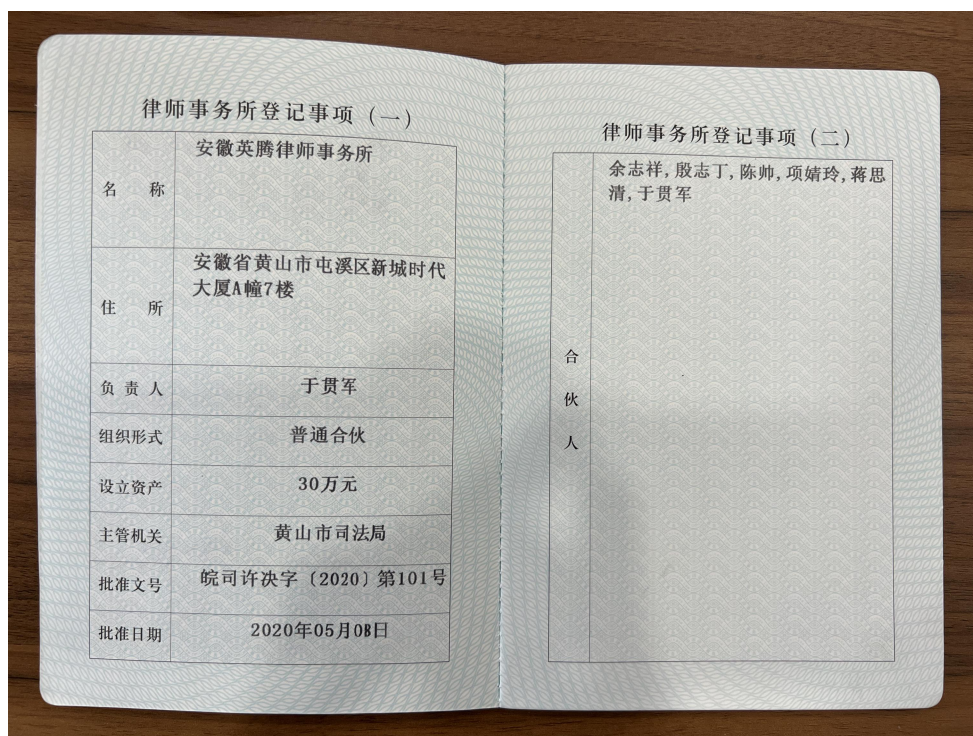 律师事务所登记事项（一）
名 称
安徽英腾律师事务所
住 所
安徽省黄山市屯溪区新城时代
大厦A幢7楼
负责人
于贯军
组织形式
普通合伙
设立资产
30万元
主管机关
黄山市司法局
批准文号
皖司许决字〔2020〕第101号
批准日期
2020年05月08日
律师事务所登记事项（二）
合伙人
余志祥,殷志丁,陈帅,项婧玲,蒋思
清,于贯军